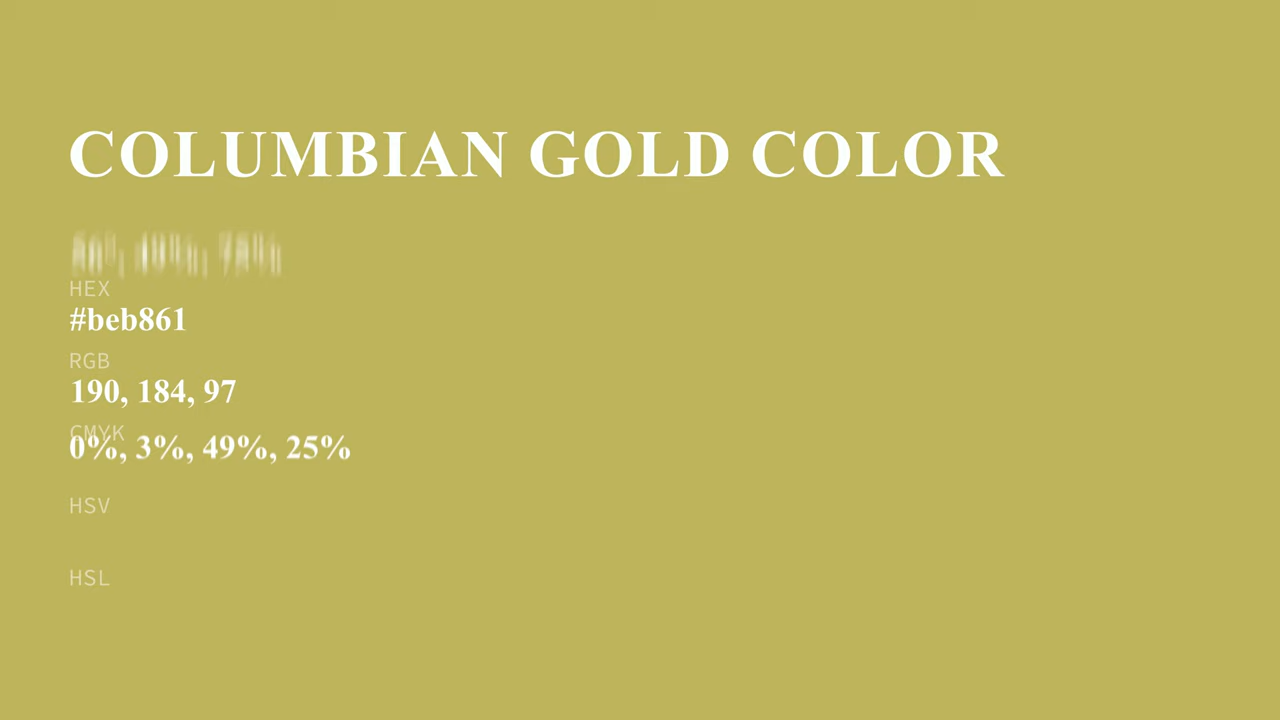 COLUMBIAN GOLD COLOR
HEX
#beb861
RGB
190, 184, 97
CMYK
0%, 3%, 49%, 25%
HSV
HSL